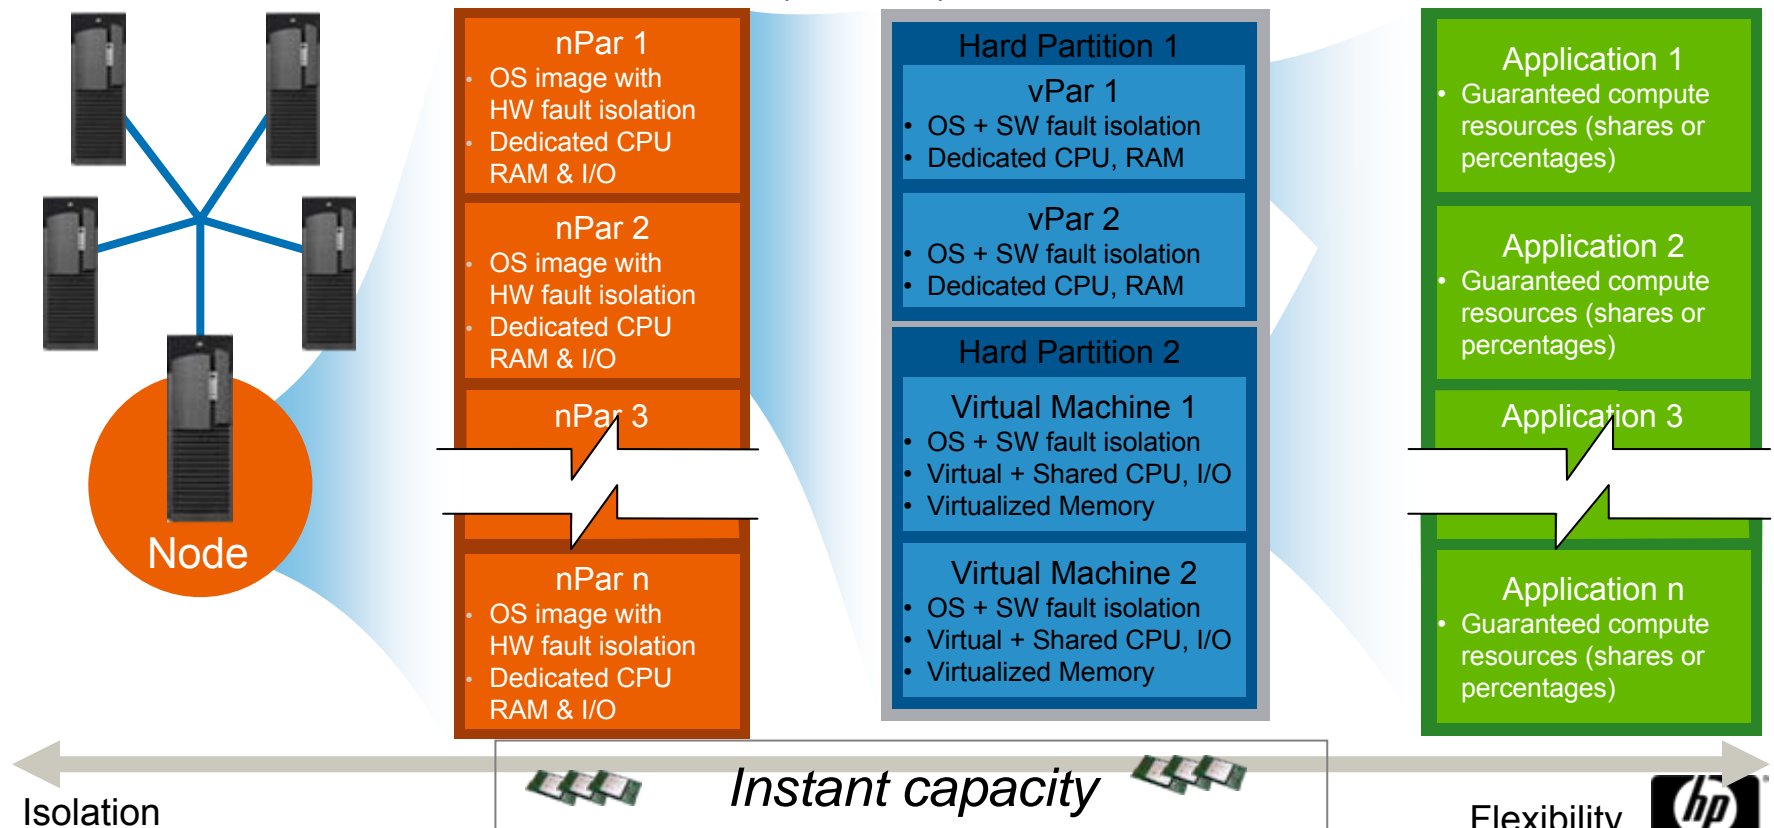 Node
nPar 1
• OS image with
HW fault isolation
• Dedicated CPU
RAM & I/O
nPar 2
• OS image with
HW fault isolation
• Dedicated CPU
RAM & I/O
nPar 3
nPar n
• OS image with
HW fault isolation
• Dedicated CPU
RAM & I/O
Hard Partition 1
vPar 1
• OS + SW fault isolation
• Dedicated CPU, RAM
vPar 2
• OS + SW fault isolation
• Dedicated CPU, RAM
Hard Partition 2
Virtual Machine 1
• OS + SW fault isolation
• Virtual + Shared CPU, I/O
• Virtualized Memory
Virtual Machine 2
• OS + SW fault isolation
• Virtual + Shared CPU, I/O
• Virtualized Memory
Application 1
• Guaranteed compute
resources (shares or
percentages)
Application 2
• Guaranteed compute
resources (shares or
percentages)
Application 3
Application n
• Guaranteed compute
resources (shares or
percentages)
Isolation
Instant capacity
Flexibility
hp